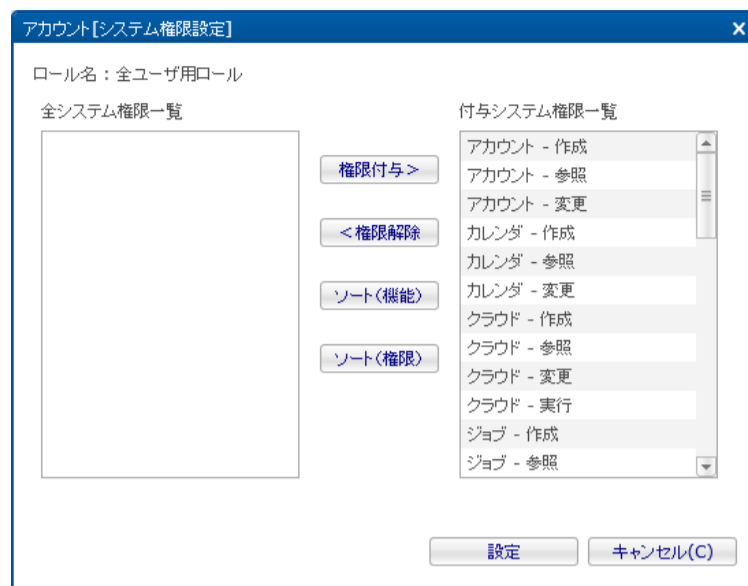 アカウント[システム権限設定]
ロール名：全ユーザ用ロール
全システム権限一覧
付与システム権限一覧
権限付与＞
＜権限解除
ソート(機能)
ソート(権限)
アカウント - 作成
アカウント - 参照
アカウント - 変更
カレンダ - 作成
カレンダ - 参照
カレンダ - 変更
クラウド - 作成
クラウド - 参照
クラウド - 変更
クラウド - 実行
ジョブ - 作成
ジョブ - 参照
設定
キャンセル(C)